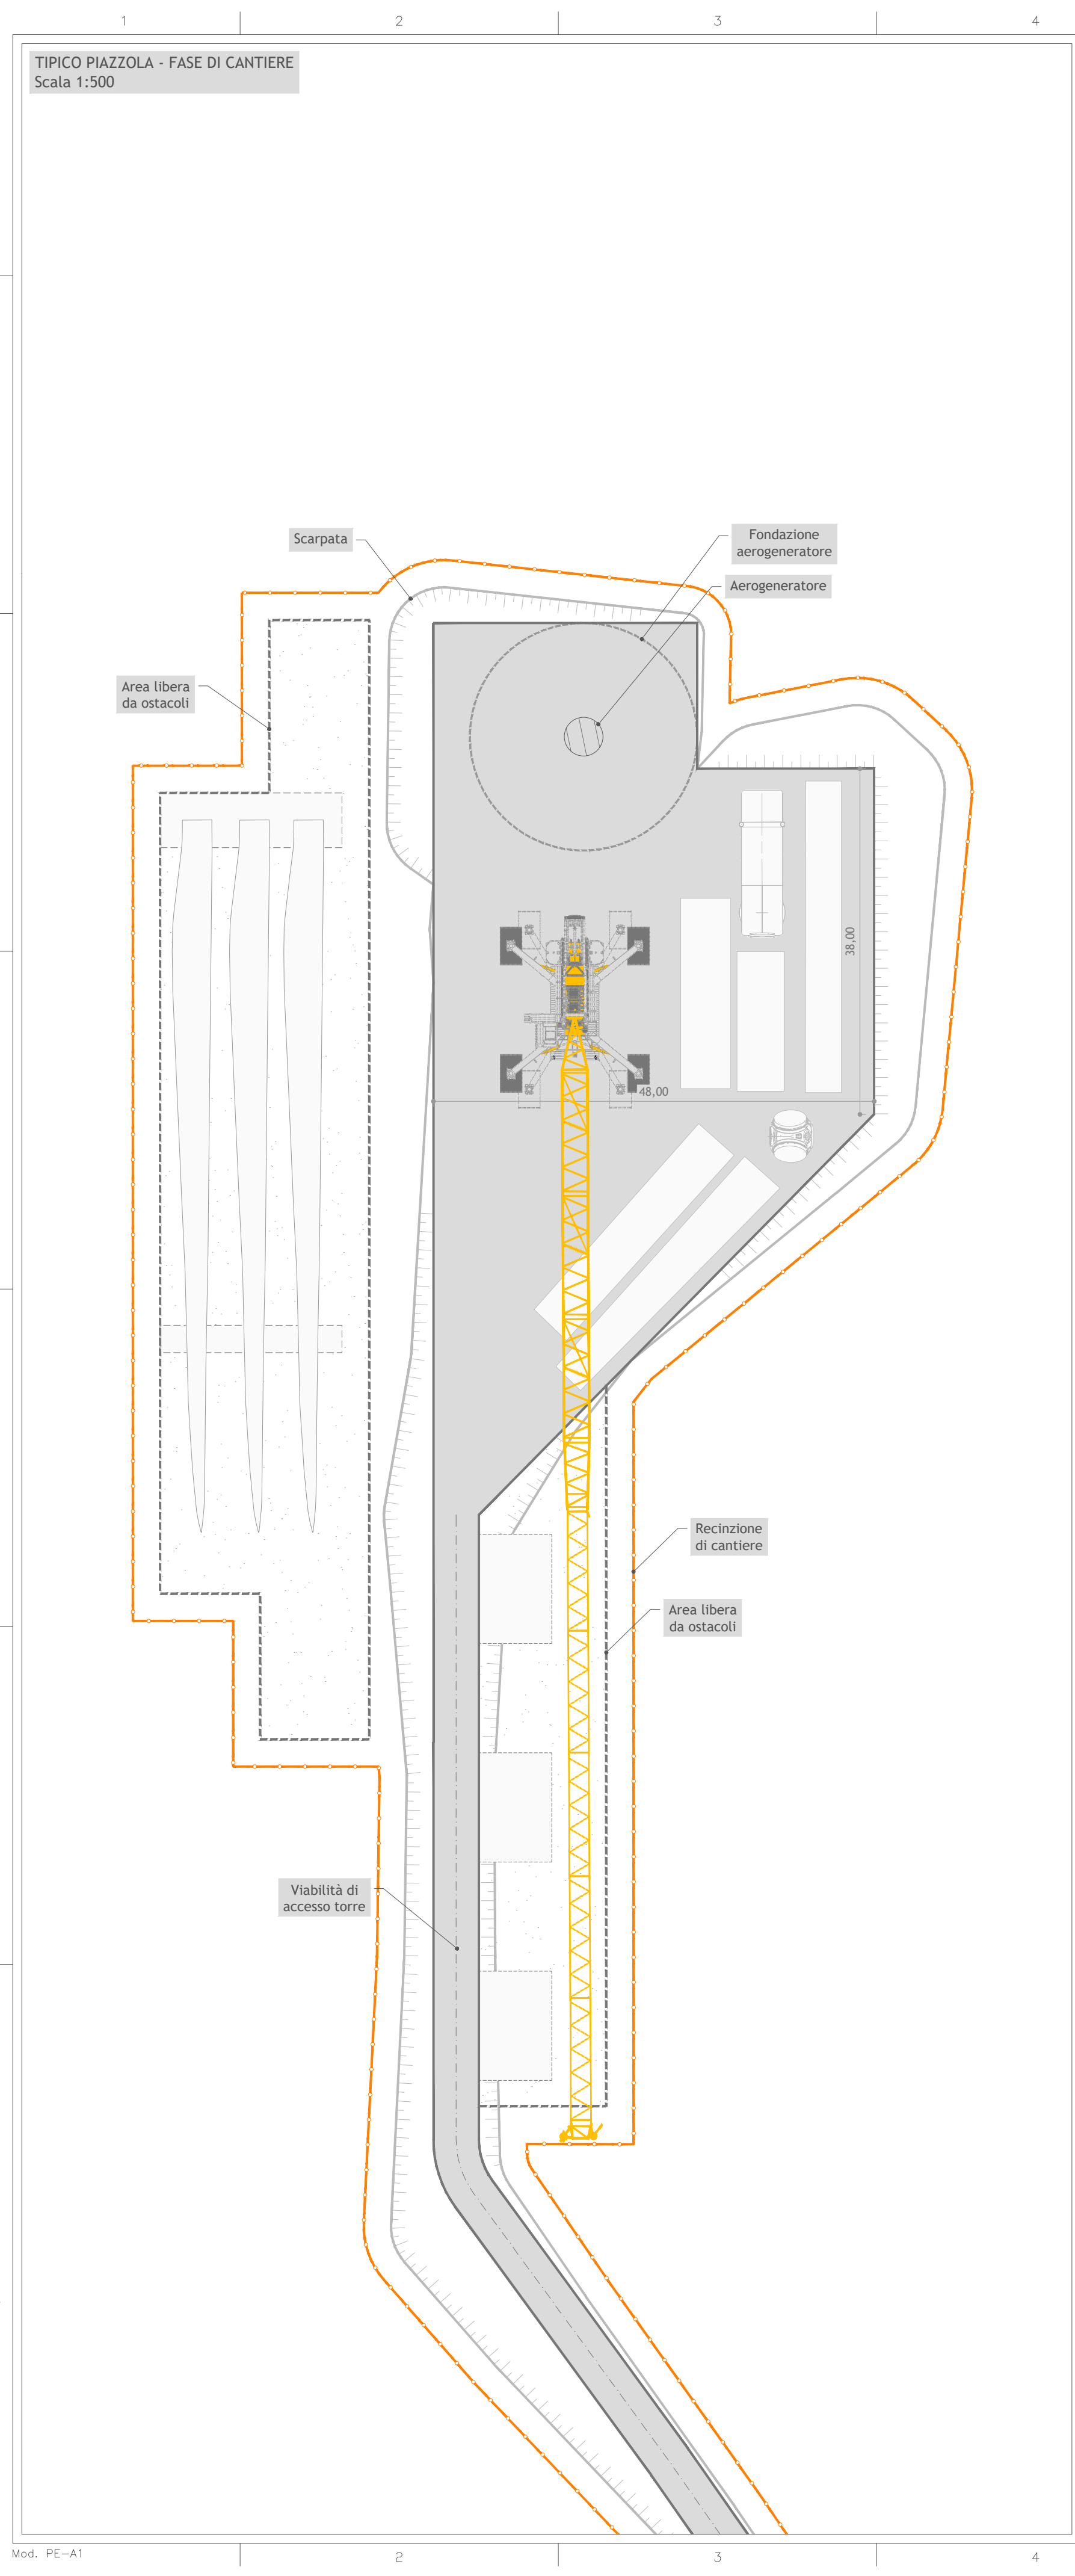 1 2 3 4
TIPICO PIAZZOLA - FASE DI CANTIERE
Scala 1:500
Scarpata
Fondazione
aerogeneratore
Aerogeneratore
Area libera
da ostacoli
38,00
48,00
Recinzione
di cantiere
Area libera
da ostacoli
Viabilità di
accesso torre
Mod. PE-A1
2 3 4